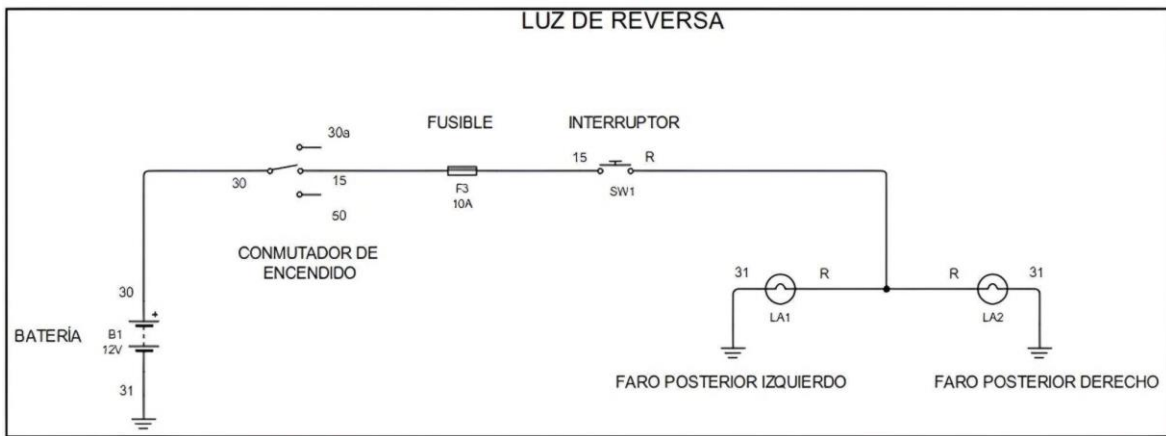 LUZ DE REVERSA
FUSIBLE
INTERRUPTOR
30a
30
15
50
F3
10A
15
R
SW1
CONMUTADOR DE
ENCENDIDO
30
+
BATERÍA
B1
12V
31
31
R
R
31
LA1
LA2
FARO POSTERIOR IZQUIERDO
FARO POSTERIOR DERECHO